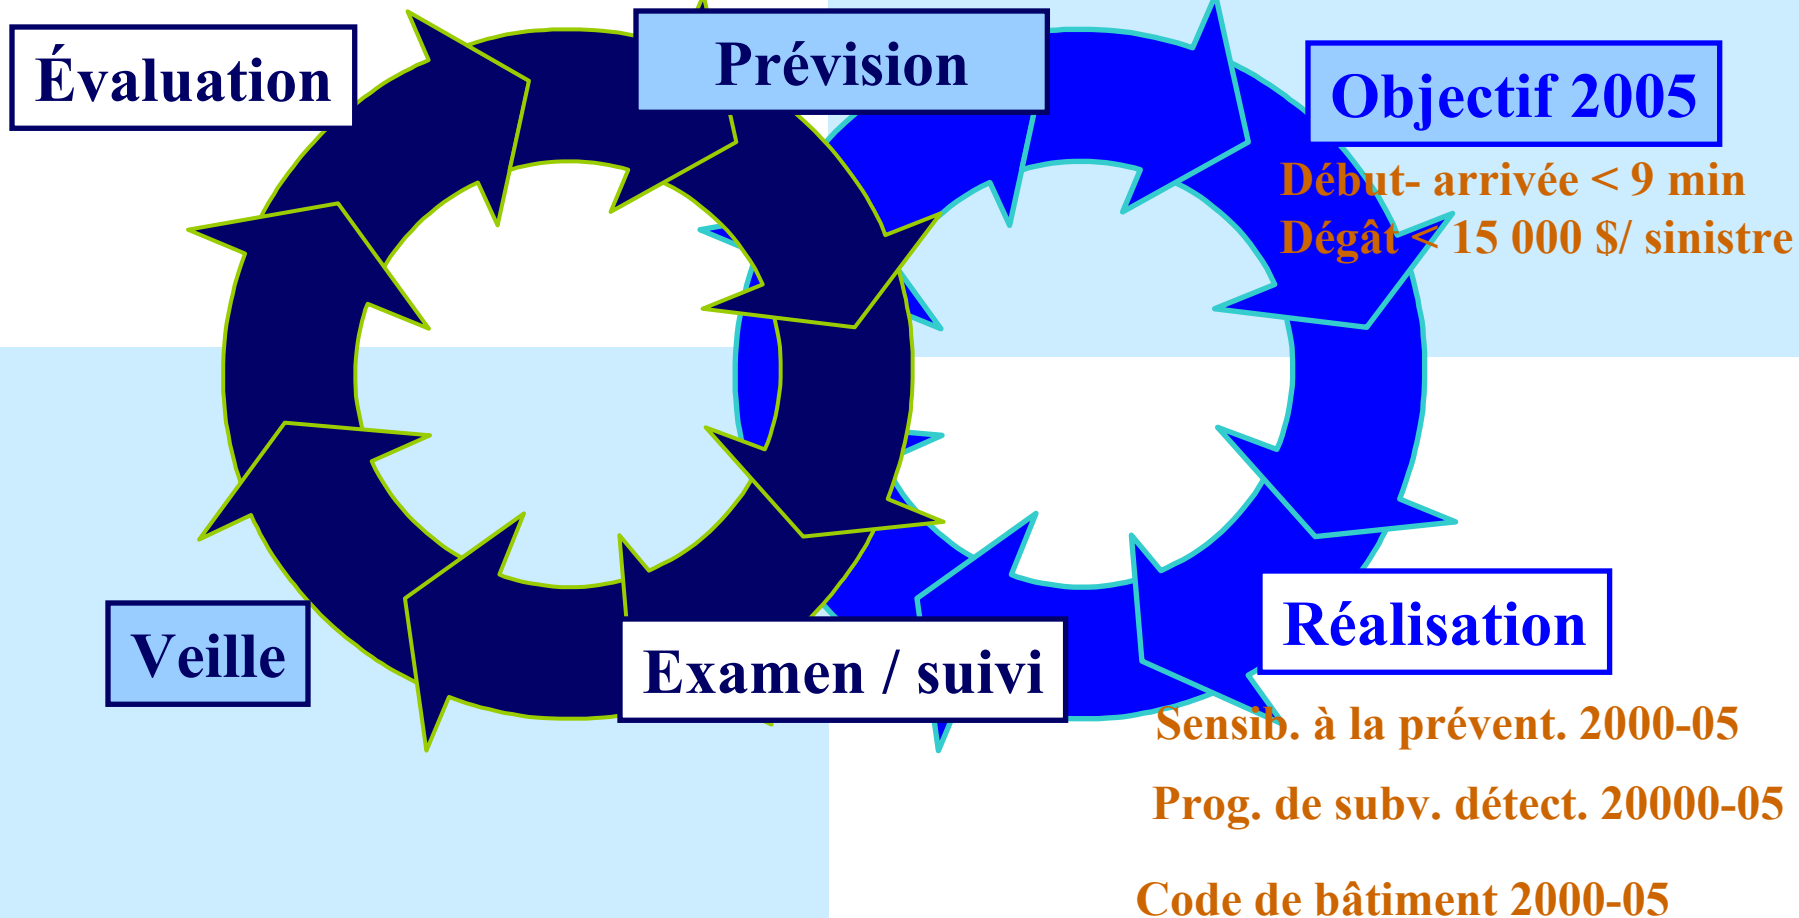 Évaluation
Prévision
Objectif 2005
Début- arrivée < 9 min
Dégât < 15 000 $/ sinistre
Veille
Examen / suivi
Réalisation
Sensib. à la prévent. 2000-05
Prog. de subv. détect. 20000-05
Code de bâtiment 2000-05